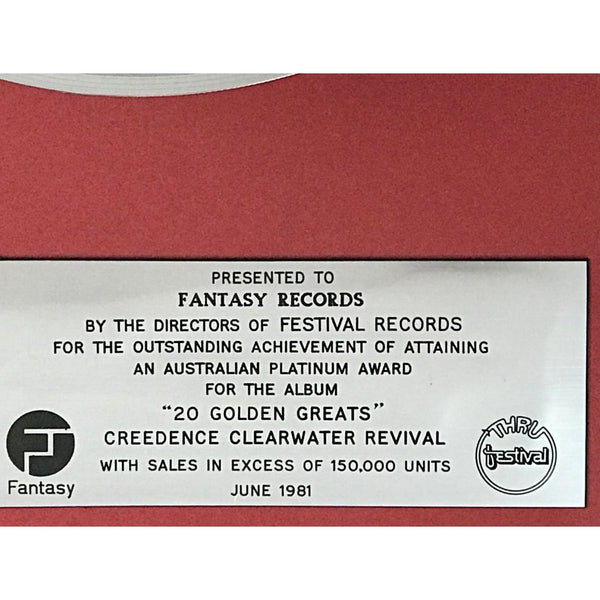 PRESENTED TO
FANTASY RECORDS
BY THE DIRECTORS OF FESTIVAL RECORDS
FOR THE OUTSTANDING ACHIEVEMENT OF ATTAINING
AN AUSTRALIAN PLATINUM AWARD
FOR THE ALBUM
"20 GOLDEN GREATS"
CREEDENCE CLEARWATER REVIVAL
WITH SALES IN EXCESS OF 150,000 UNITS
JUNE 1981
Fantasy
THRU
festival